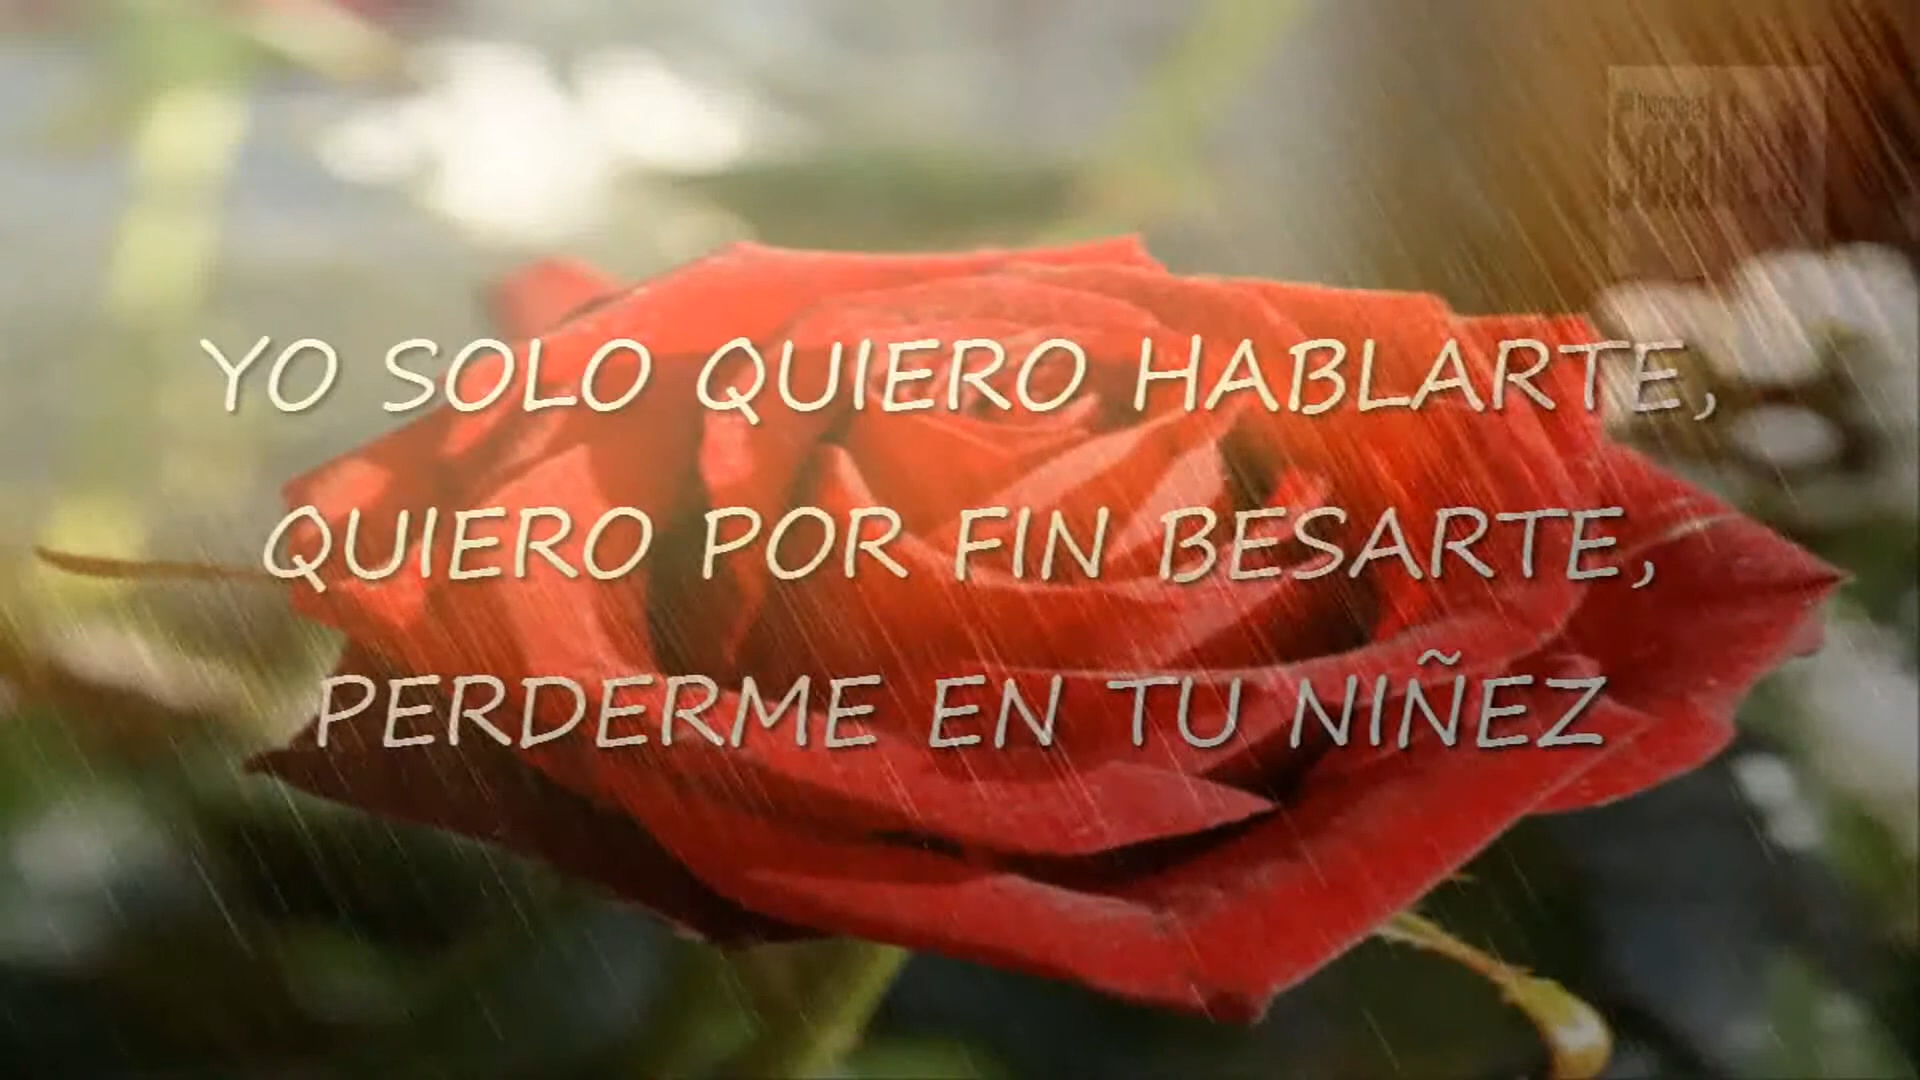 YO SOLO QUIERO HABLARTE,
QUIERO POR FIN BESARTE,
PERDERME EN TU NIÑEZ